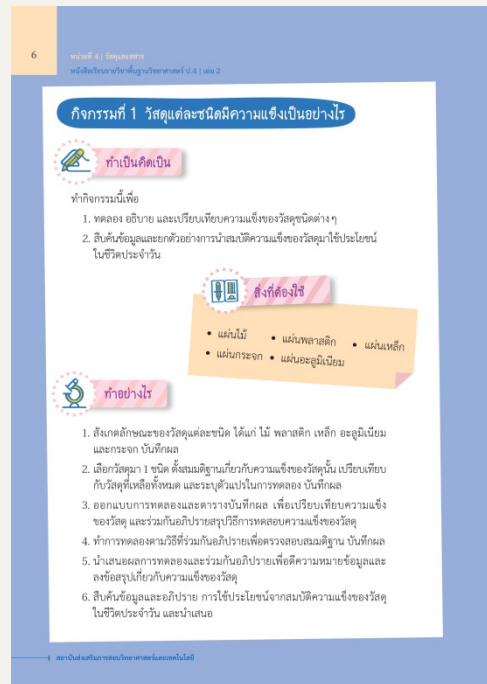 6
หน่วยที่ 4 | วัสดุและสสาร
หนังสือเรียนรายวิชาพื้นฐานวิทยาศาสตร์ ป.4 | เล่ม 2
กิจกรรมที่ 1 วัสดุแต่ละชนิดมีความแข็งเป็นอย่างไร
ทำเป็นคิดเป็น
ทำกิจกรรมนี้เพื่อ
1. ทดลอง อธิบาย และเปรียบเทียบความแข็งของวัสดุชนิดต่าง ๆ
2. สืบค้นข้อมูลและยกตัวอย่างการนำสมบัติความแข็งของวัสดุมาใช้ประโยชน์
ในชีวิตประจำวัน
สิ่งที่ต้องใช้
• แผ่นไม้ • แผ่นพลาสติก • แผ่นเหล็ก
• แผ่นกระจก • แผ่นอะลูมิเนียม
ทำอย่างไร
1. สังเกตลักษณะของวัสดุแต่ละชนิด ได้แก่ ไม้ พลาสติก เหล็ก อะลูมิเนียม
และกระจก บันทึกผล
2. เลือกวัสดุมา 1 ชนิด ตั้งสมมติฐานเกี่ยวกับความแข็งของวัสดุนั้น เปรียบเทียบ
กับวัสดุที่เหลือทั้งหมด และระบุตัวแปรในการทดลอง บันทึกผล
3. ออกแบบการทดลองและตารางบันทึกผล เพื่อเปรียบเทียบความแข็ง
ของวัสดุ และร่วมกันอภิปรายสรุปวิธีการทดสอบความแข็งของวัสดุ
4. ทำการทดลองตามวิธีที่ร่วมกันอภิปรายเพื่อตรวจสอบสมมติฐาน บันทึกผล
5. นำเสนอผลการทดลองและร่วมกันอภิปรายเพื่อตีความหมายข้อมูลและ
ลงข้อสรุปเกี่ยวกับความแข็งของวัสดุ
6. สืบค้นข้อมูลและอภิปราย การใช้ประโยชน์จากสมบัติความแข็งของวัสดุ
ในชีวิตประจำวัน และนำเสนอ
สถาบันส่งเสริมการสอนวิทยาศาสตร์และเทคโนโลยี